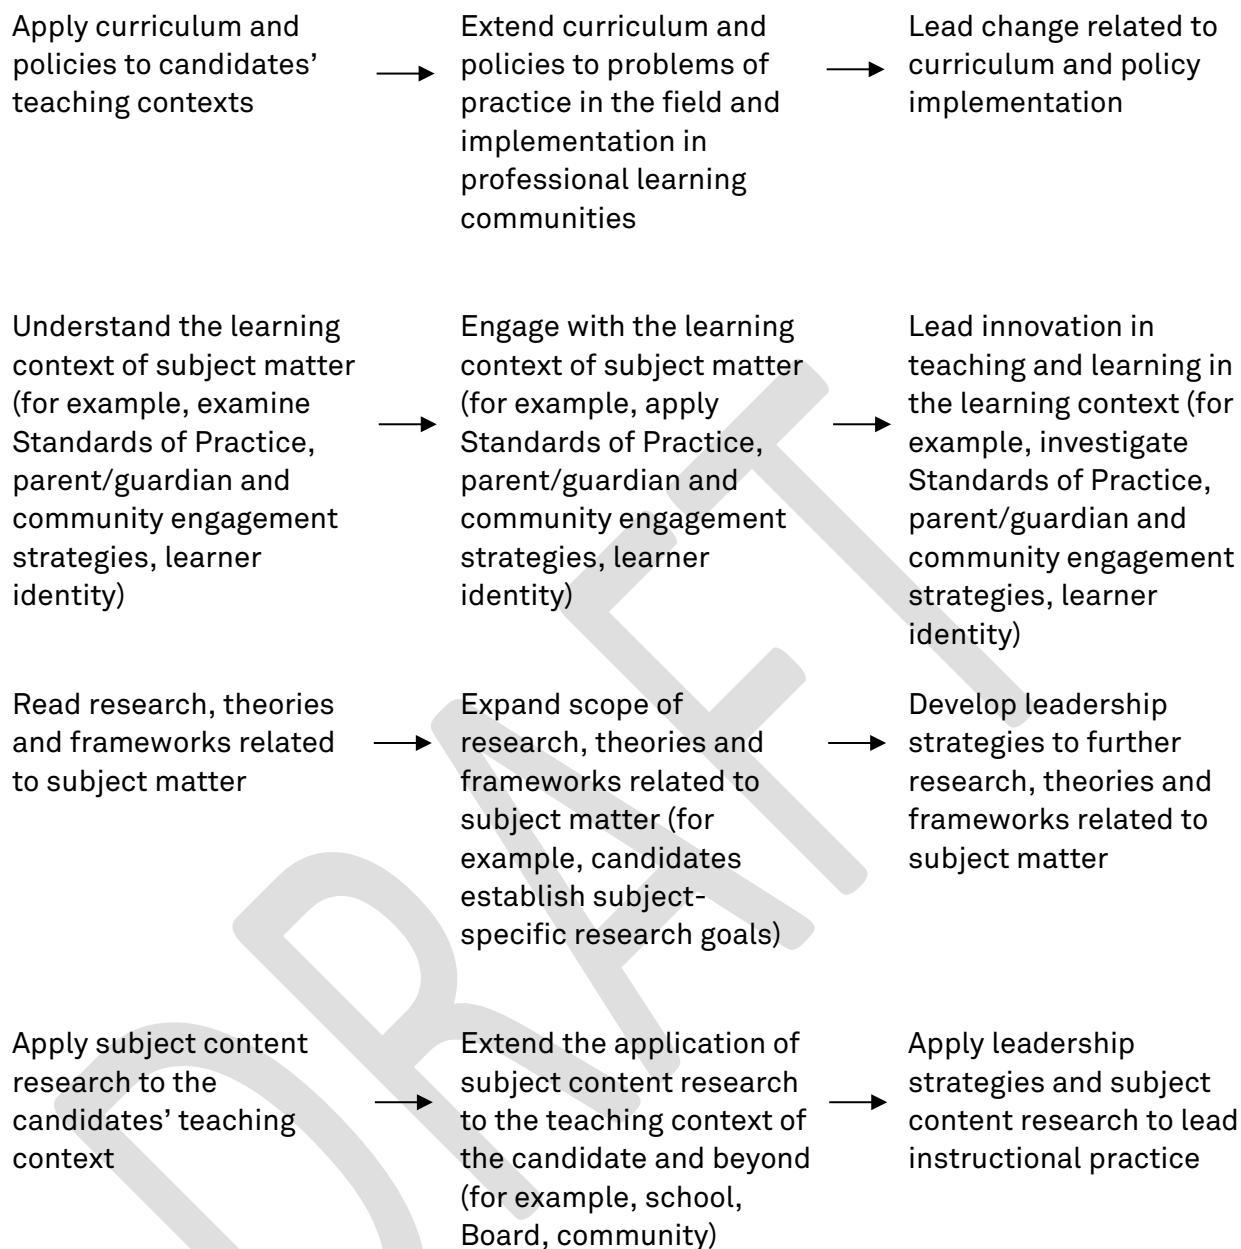 Apply curriculum and
policies to candidates’
teaching contexts
Extend curriculum and
policies to problems of
practice in the field and
implementation in
professional learning
communities
Lead change related to
curriculum and policy
implementation
Understand the learning
context of subject matter
(for example, examine
Standards of Practice,
parent/guardian and
community engagement
strategies, learner
identity)
Engage with the learning
context of subject matter
(for example, apply
Standards of Practice,
parent/guardian and
community engagement
strategies, learner
identity)
Lead innovation in
teaching and learning in
the learning context (for
example, investigate
Standards of Practice,
parent/guardian and
community engagement
strategies, learner
identity)
Read research, theories
and frameworks related
to subject matter
Expand scope of
research, theories and
frameworks related to
subject matter (for
example, candidates
establish subject-
specific research goals)
Develop leadership
strategies to further
research, theories and
frameworks related to
subject matter
Apply subject content
research to the
candidates’ teaching
context
Extend the application of
subject content research
to the teaching context of
the candidate and beyond
(for example, school,
Board, community)
Apply leadership
strategies and subject
content research to lead
instructional practice
DRAFT